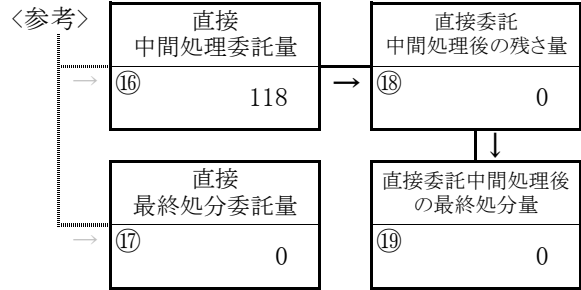 〈参考〉
直接
中間処理委託量
⑯
118
→
→
直接委託
中間処理後の残さ量
⑱
0
↓
直接
最終処分委託量
→
⑰
0
直接委託中間処理後
の最終処分量
⑲
0